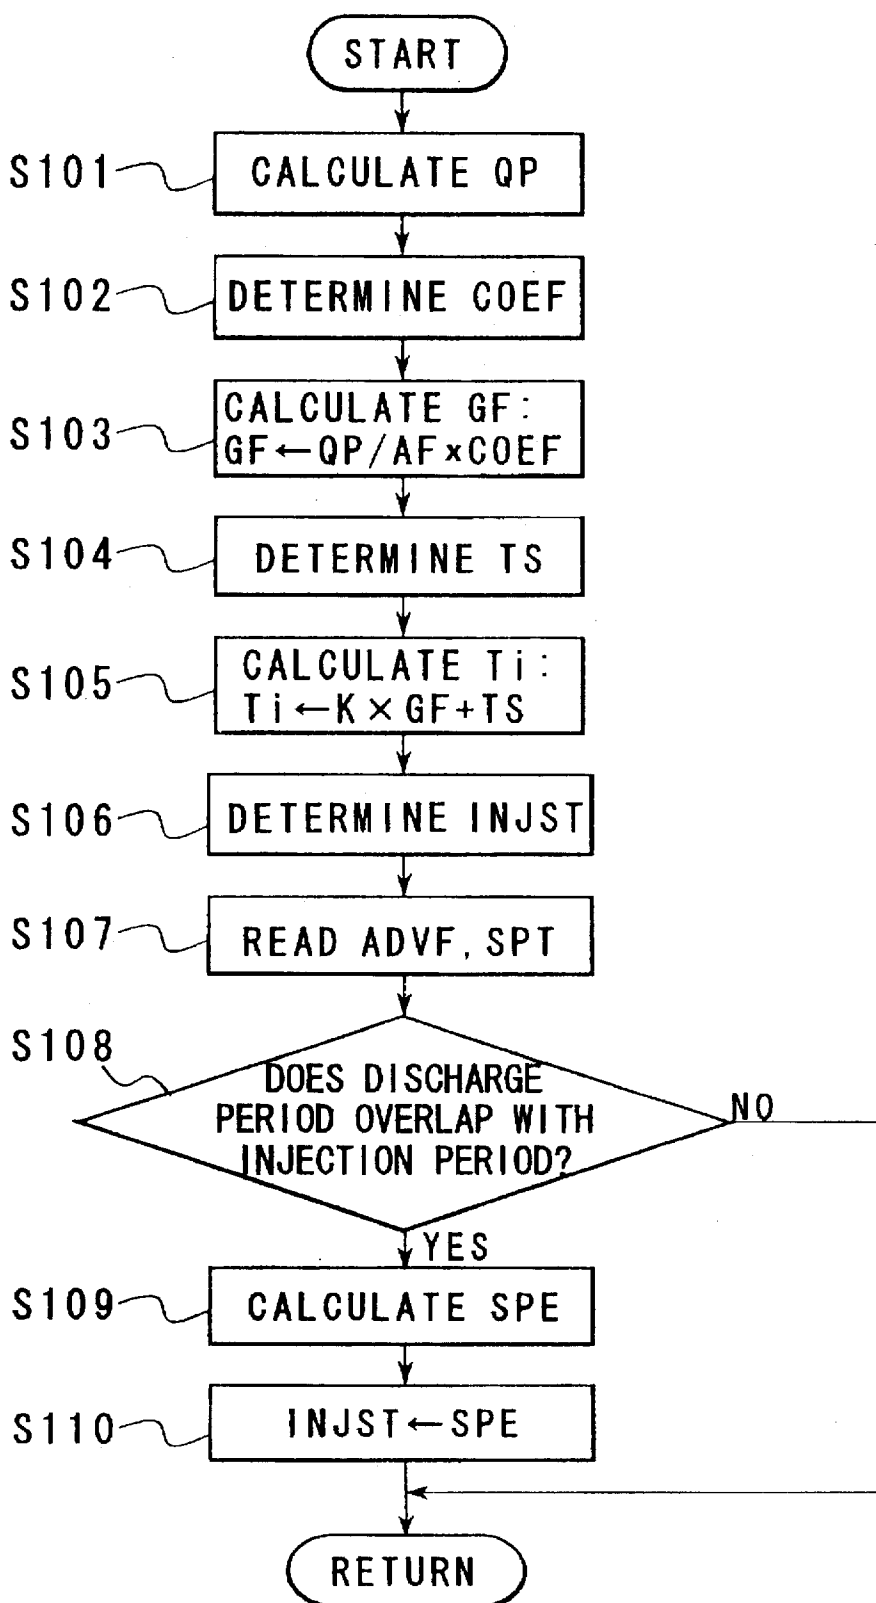 START
S101
CALCULATE QP
S102
DETERMINE COEF
S103
CALCULATE GF:
GF←QP/AF×COEF
S104
DETERMINE TS
S105
CALCULATE Ti:
Ti←K×GF+TS
S106
DETERMINE INJST
S107
READ ADVF, SPT
S108
DOES DISCHARGE
PERIOD OVERLAP WITH
INJECTION PERIOD?
NO
YES
S109
CALCULATE SPE
S110
INJST←SPE
RETURN